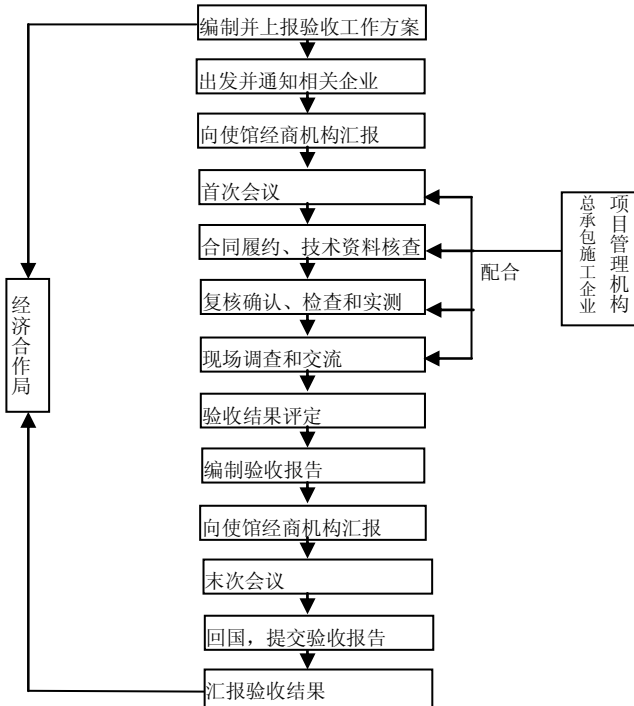 编制并上报验收工作方案
出发并通知相关企业
向使馆经商机构汇报
首次会议
合同履约、技术资料核查
复核确认、检查和实测
现场调查和交流
验收结果评定
编制验收报告
向使馆经商机构汇报
末次会议
回国，提交验收报告
汇报验收结果
经济合作局
配合
项目管理机构
总承包施工企业